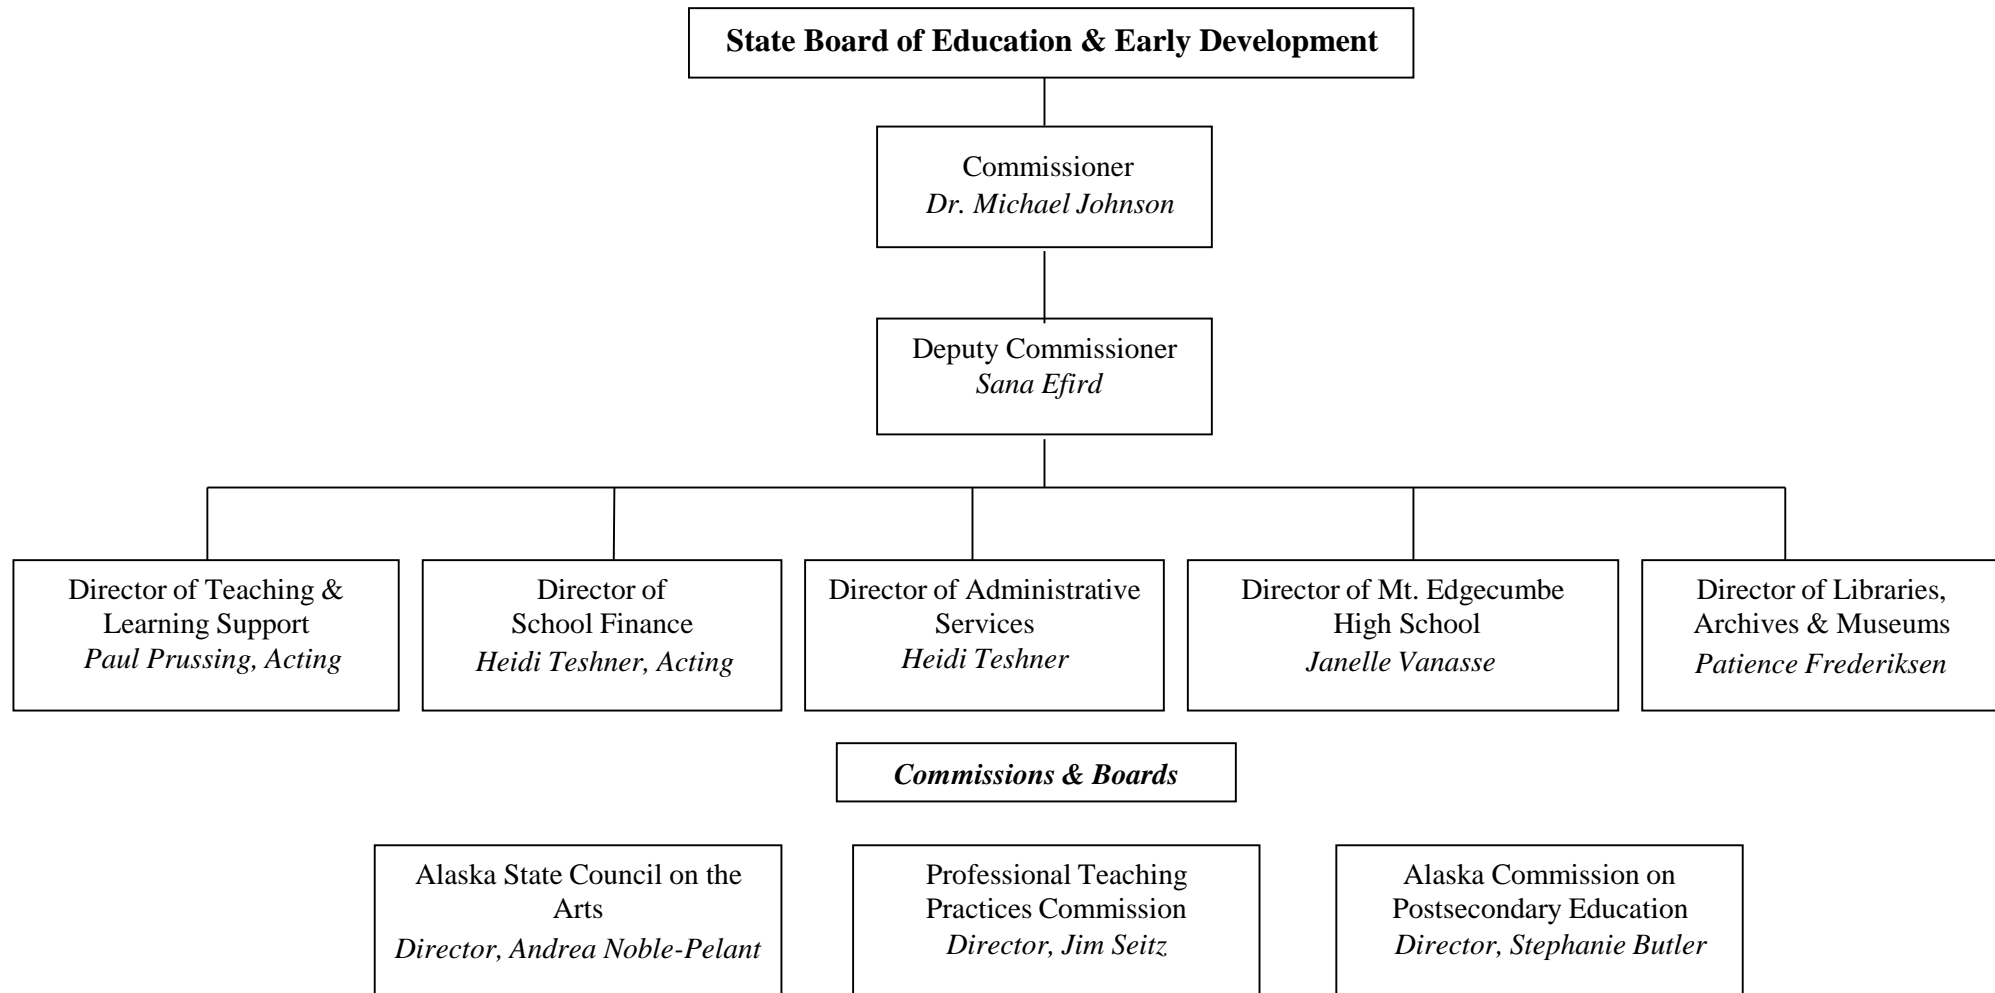 State Board of Education & Early Development
Commissioner
Dr. Michael Johnson
Deputy Commissioner
Sana Efird
Director of Teaching &
Learning Support
Paul Prussing, Acting
Director of
School Finance
Heidi Teshner, Acting
Director of Administrative
Services
Heidi Teshner
Director of Mt. Edgecumbe
High School
Janelle Vanasse
Director of Libraries,
Archives & Museums
Patience Frederiksen
Commissions & Boards
Alaska State Council on the
Arts
Director, Andrea Noble-Pelant
Professional Teaching
Practices Commission
Director, Jim Seitz
Alaska Commission on
Postsecondary Education
Director, Stephanie Butler